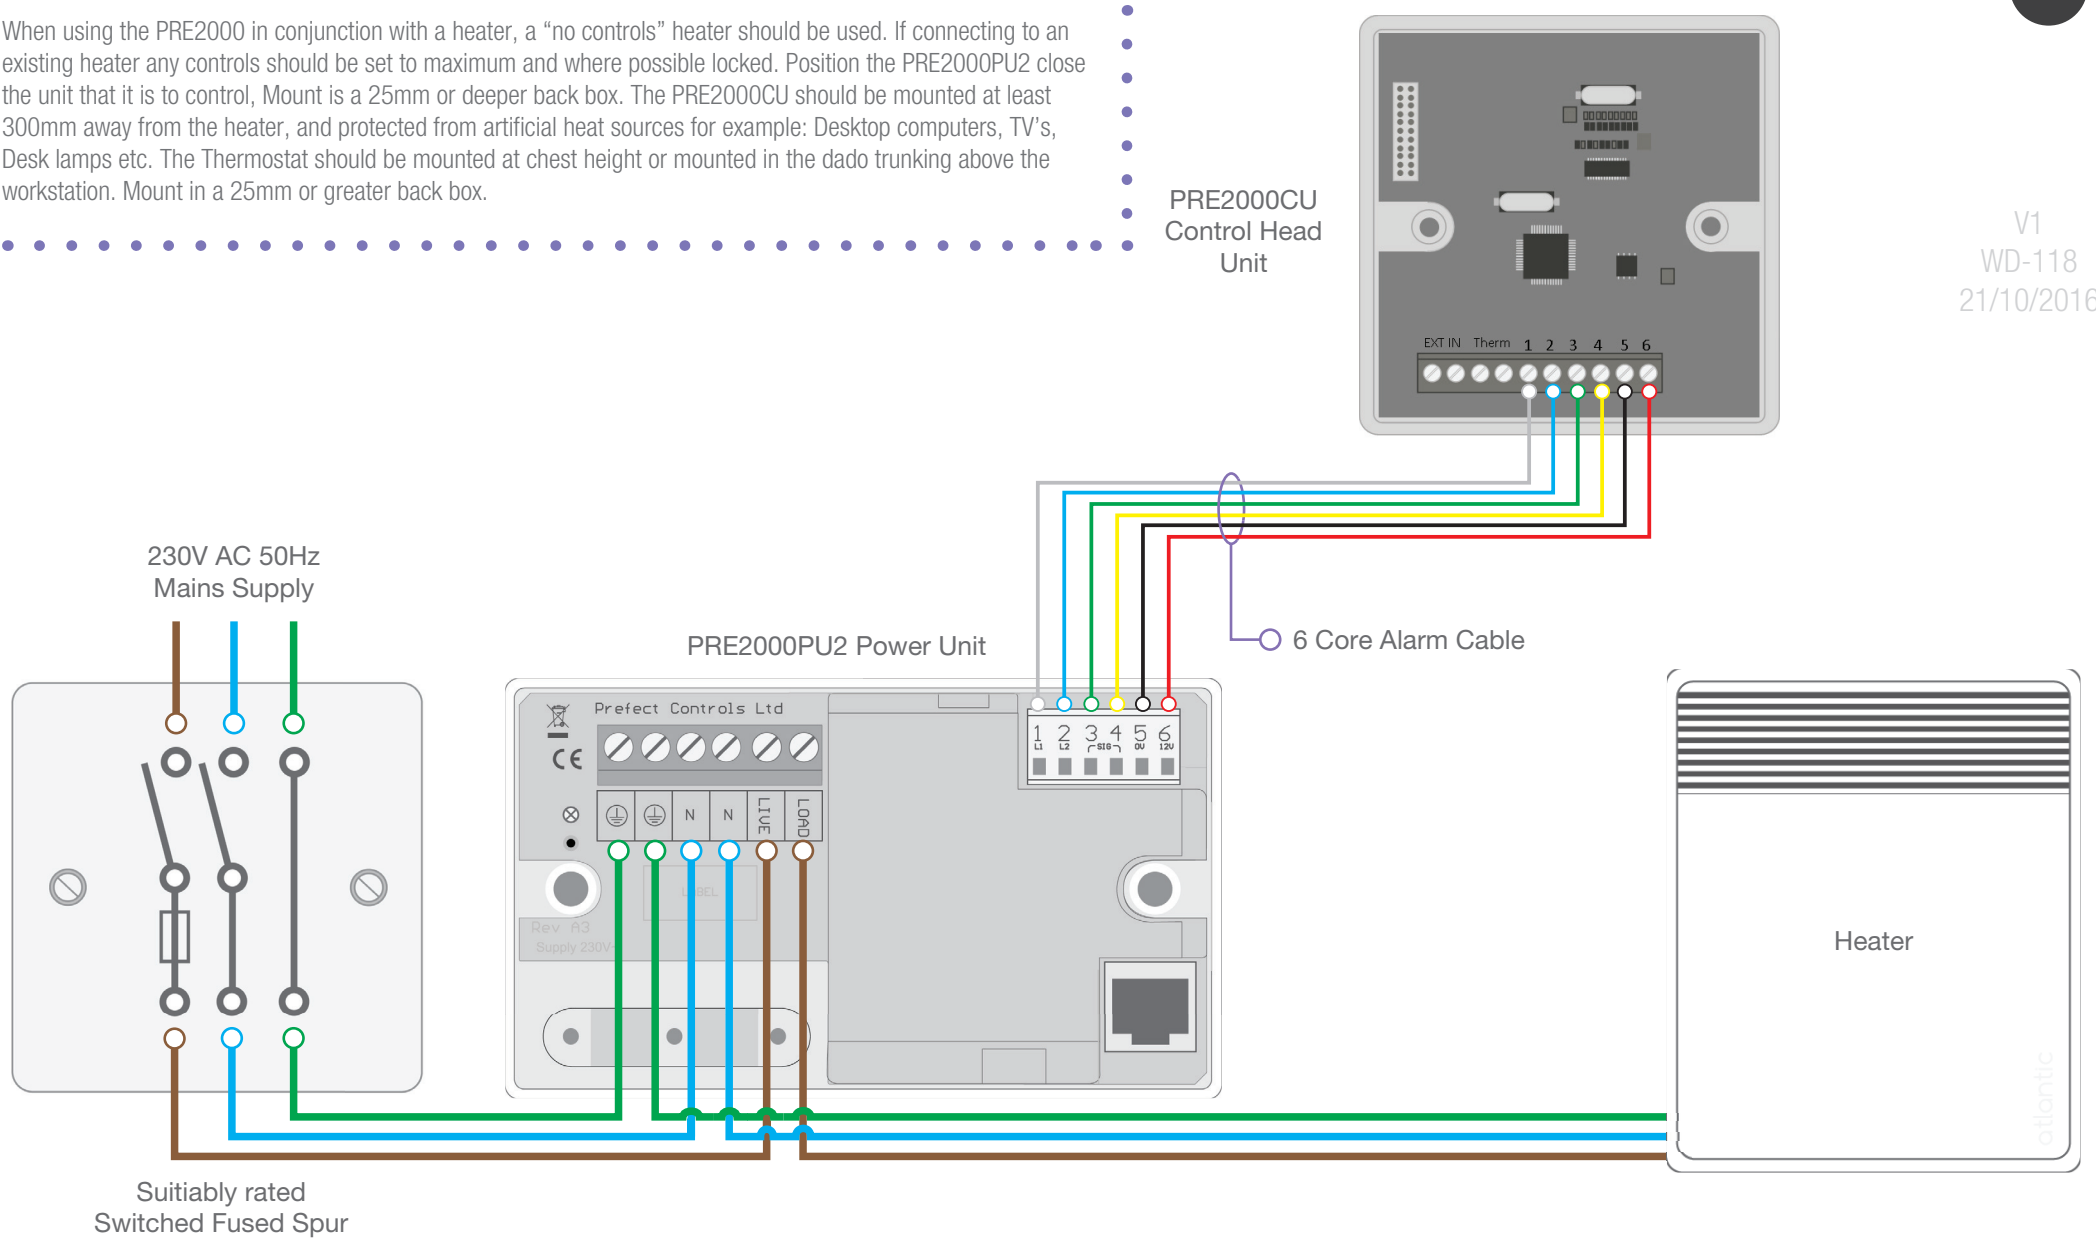 When using the PRE2000 in conjunction with a heater, a “no controls” heater should be used. If connecting to an
existing heater any controls should be set to maximum and where possible locked. Position the PRE2000PU2 close
the unit that it is to control, Mount is a 25mm or deeper back box. The PRE2000CU should be mounted at least
300mm away from the heater, and protected from artificial heat sources for example: Desktop computers, TV’s,
Desk lamps etc. The Thermostat should be mounted at chest height or mounted in the dado trunking above the
workstation. Mount in a 25mm or greater back box.
PRE2000CU
Control Head
Unit
V1
WD-118
21/10/2016
EXT IN Therm 1 2 3 4 5 6
230V AC 50Hz
Mains Supply
PRE2000PU2 Power Unit
6 Core Alarm Cable
Prefect Controls Ltd
CE
1 2 3 4 5 6
L1 L2 SIG 0V 12V
N N LIVE LOAD
LABEL
Rev A3
Supply 230V~
Heater
atlantic
Suitiably rated
Switched Fused Spur